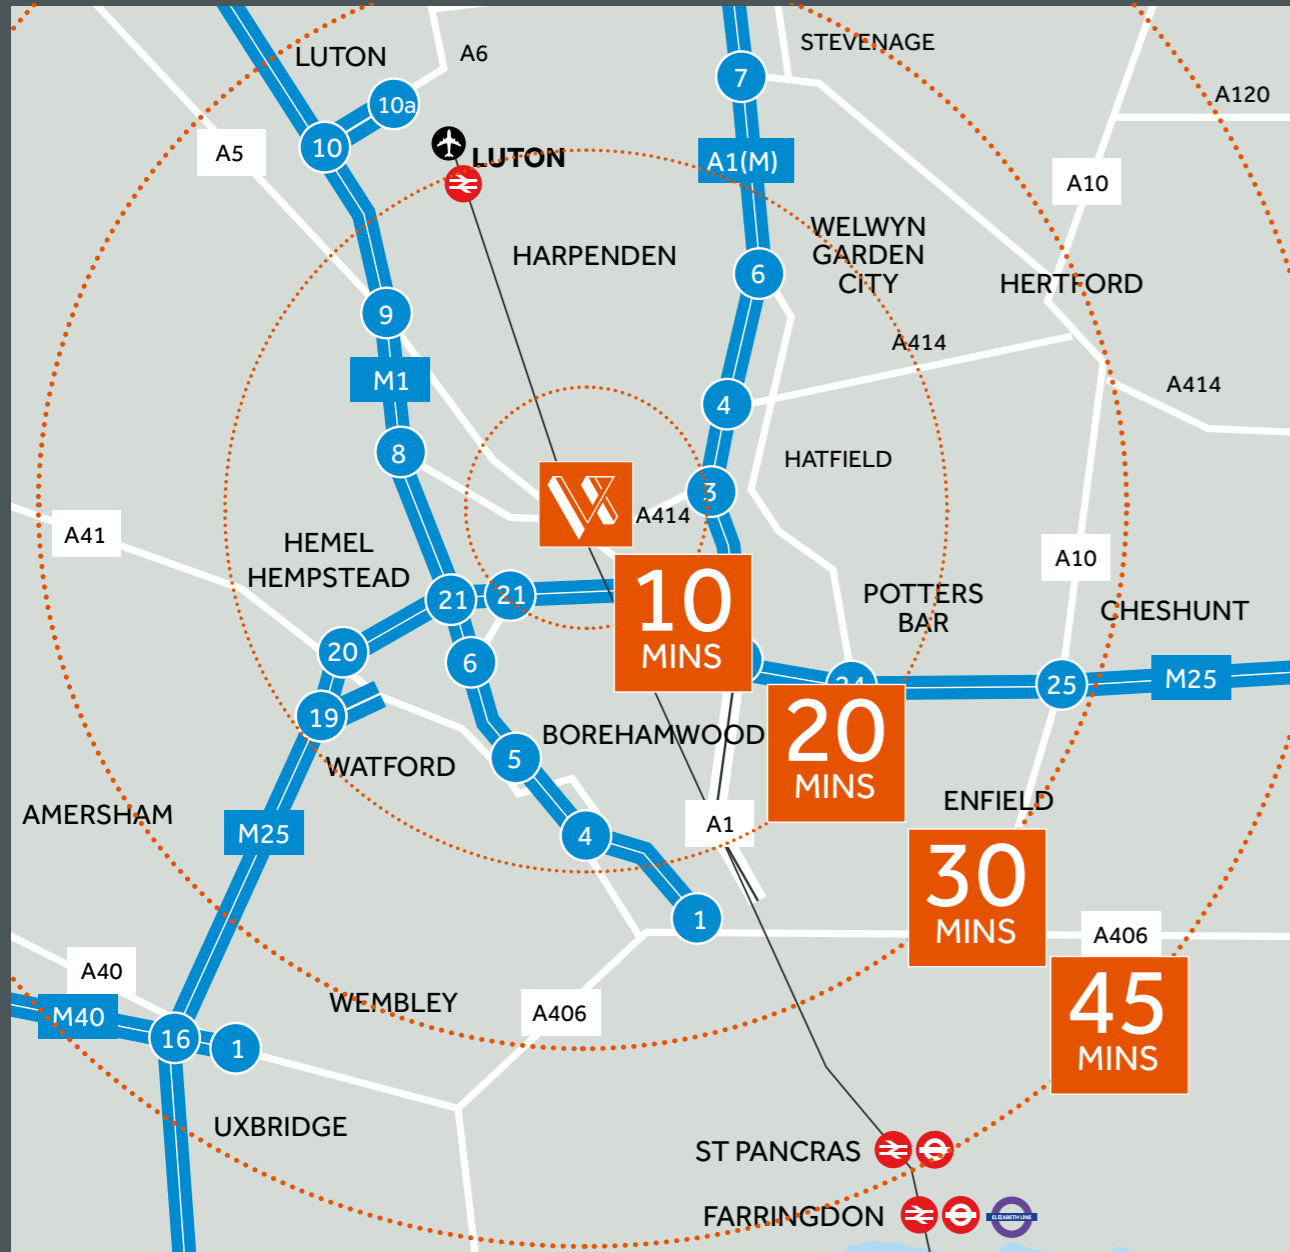 LUTON
A6
STEVENAGE
7
10a
A120
10
A5
LUTON
A1(M)
A10
WELWYN
GARDEN
CITY
HARPENDEN
6
HERTFORD
9
A414
M1
A414
4
8
HATFIELD
3
A414
A41
HEMEL
HEMPSTEAD
A10
10
MINS
21
21
POTTERS
BAR
CHESHUNT
20
6
24
25
M25
19
BOREHAMWOOD
20
MINS
5
WATFORD
AMERSHAM
M25
4
A1
ENFIELD
30
MINS
1
A406
A40
WEMBLEY
A406
45
MINS
M40
16
1
UXBRIDGE
ST PANCRAS
FARRINGDON
ELIZABETH LINE